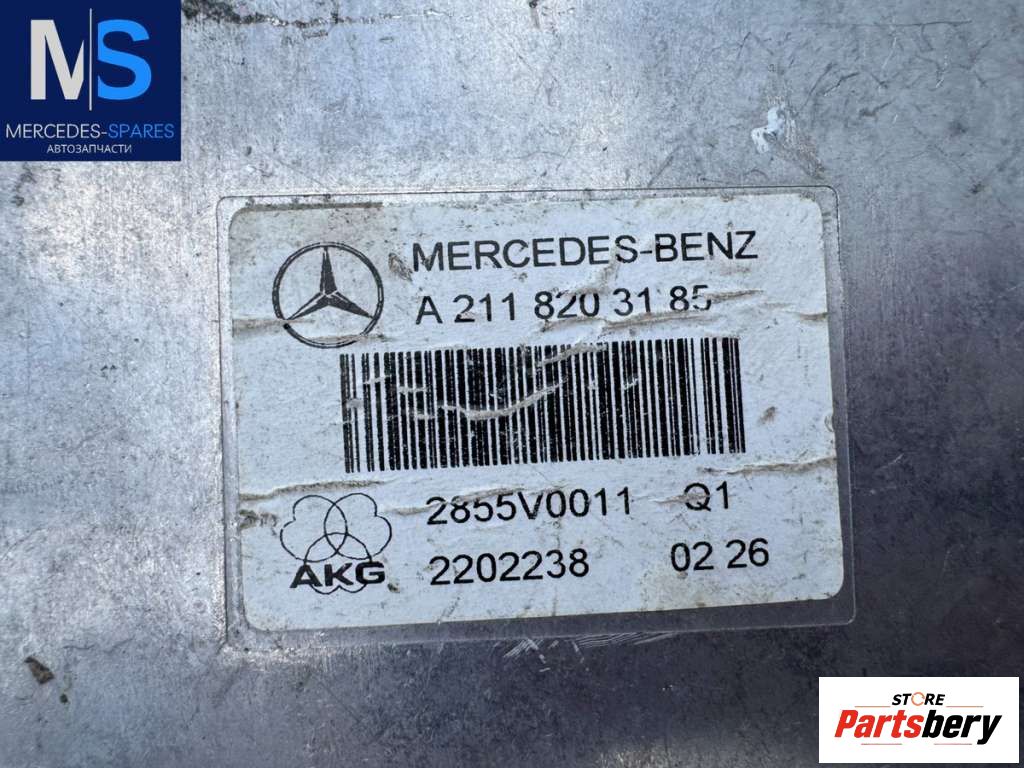 MS
MERCEDES-SPARES
АВТОЗАПЧАСТИ
MERCEDES-BENZ
A 211 820 31 85
2855V0011 Q1
AKG
2202238 02 26
STORE
Partsbery